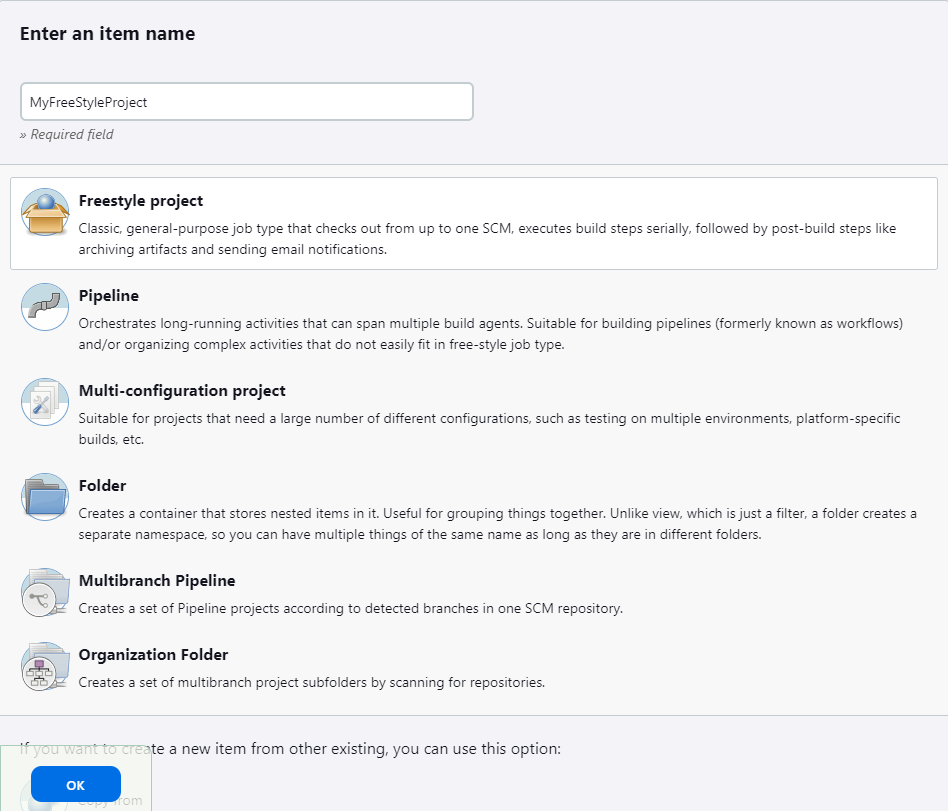 Enter an item name
MyFreeStyleProject
» Required field
Freestyle project
Classic, general-purpose job type that checks out from up to one SCM, executes build steps serially, followed by post-build steps like
archiving artifacts and sending email notifications.
Pipeline
Orchestrates long-running activities that can span multiple build agents. Suitable for building pipelines (formerly known as workflows)
and/or organizing complex activities that do not easily fit in free-style job type.
Multi-configuration project
Suitable for projects that need a large number of different configurations, such as testing on multiple environments, platform-specific
builds, etc.
Folder
Creates a container that stores nested items in it. Useful for grouping things together. Unlike view, which is just a filter, a folder creates a
separate namespace, so you can have multiple things of the same name as long as they are in different folders.
Multibranch Pipeline
Creates a set of Pipeline projects according to detected branches in one SCM repository.
Organization Folder
Creates a set of multibranch project subfolders by scanning for repositories.
If you want to create a new item from other existing, you can use this option:
OK
Copy from